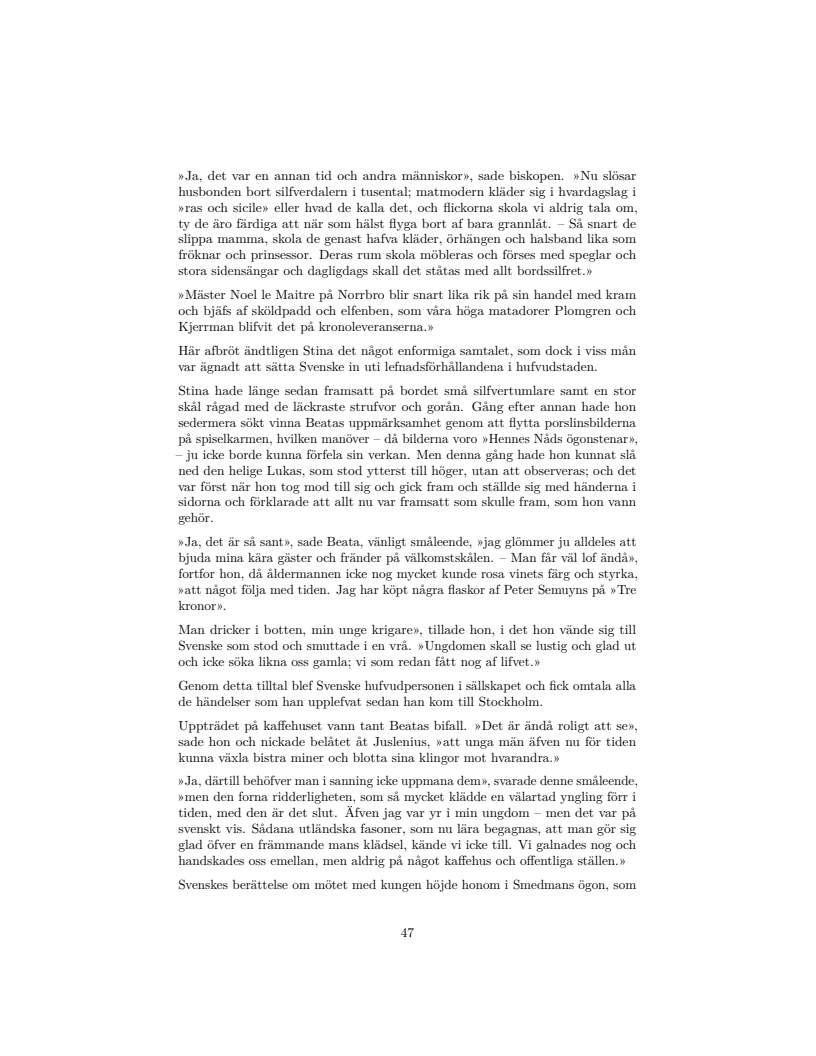 »Ja, det var en annan tid och andra människor», sade biskopen. »Nu slösar
husbonden bort silfverdalern i tusental; matmodern kläder sig i hvardagslag i
»ras och sicile» eller hvad de kalla det, och flickorna skola vi aldrig tala om,
ty de äro färdiga att när som hälst flyga bort af bara grannlåt. – Så snart de
slippa mamma, skola de genast hafva kläder, örhängen och halsband lika som
fröknar och prinsessor. Deras rum skola möbleras och förses med speglar och
stora sidensängar och dagligdags skall det ståtas med allt bordssilfret.»
»Mäster Noel le Maitre på Norrbro blir snart lika rik på sin handel med kram
och bjäfs af sköldpadd och elfenben, som våra höga matadorer Plomgren och
Kjerrman blifvit det på kronoleveranserna.»
Här afbröt ändtligen Stina det något enformiga samtalet, som dock i viss mån
var ägnadt att sätta Svenske in uti lefnadsförhållandena i hufvudstaden.
Stina hade länge sedan framsatt på bordet små silfvertumlare samt en stor
skål rågad med de läckraste strufvor och gorån. Gång efter annan hade hon
sedermera sökt vinna Beatas uppmärksamhet genom att flytta porslinsbilderna
på spiselkarmen, hvilken manöver – då bilderna voro »Hennes Nåds ögonstenar»,
– ju icke borde kunna förfela sin verkan. Men denna gång hade hon kunnat slå
ned den helige Lukas, som stod ytterst till höger, utan att observeras; och det
var först när hon tog mod till sig och gick fram och ställde sig med händerna i
sidorna och förklarade att allt nu var framsatt som skulle fram, som hon vann
gehör.
»Ja, det är så sant», sade Beata, vänligt småleende, »jag glömmer ju alldeles att
bjuda mina kära gäster och fränder på välkomstskålen. – Man får väl lof ändå»,
fortfor hon, då åldermannen icke nog mycket kunde rosa vinets färg och styrka,
»att något följa med tiden. Jag har köpt några flaskor af Peter Semuyns på »Tre
kronor».
Man dricker i botten, min unge krigare», tillade hon, i det hon vände sig till
Svenske som stod och smuttade i en vrå. »Ungdomen skall se lustig och glad ut
och icke söka likna oss gamla; vi som redan fått nog af lifvet.»
Genom detta tilltal blef Svenske hufvudpersonen i sällskapet och fick omtala alla
de händelser som han upplefvat sedan han kom till Stockholm.
Uppträdet på kaffehuset vann tant Beatas bifall. »Det är ändå roligt att se»,
sade hon och nickade belåtet åt Juslenius, »att unga män äfven nu för tiden
kunna växla bistra miner och blotta sina klingor mot hvarandra.»
»Ja, därtill behöfver man i sanning icke uppmana dem», svarade denne småleende,
»men den forna ridderligheten, som så mycket klädde en välartad yngling förr i
tiden, med den är det slut. Äfven jag var yr i min ungdom – men det var på
svenskt vis. Sådana utländska fasoner, som nu lära begagnas, att man gör sig
glad öfver en främmande mans klädsel, kände vi icke till. Vi galnades nog och
handskades oss emellan, men aldrig på något kaffehus och offentliga ställen.»
Svenskes berättelse om mötet med kungen höjde honom i Smedmans ögon, som
47